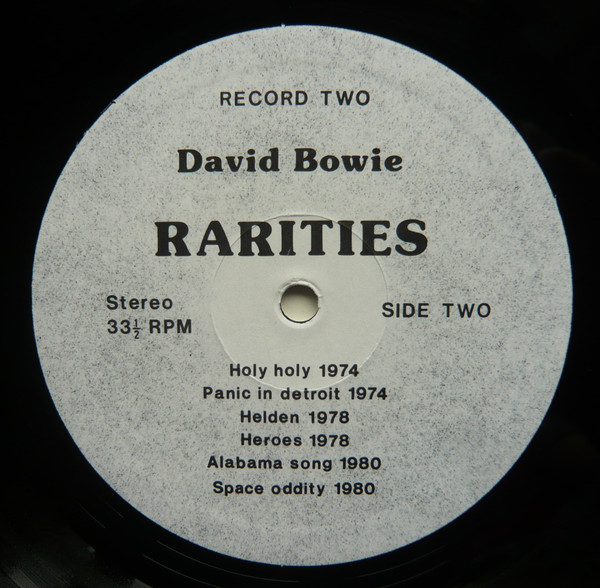 RECORD TWO
David Bowie
RARITIES
Stereo
33½ RPM
SIDE TWO
Holy holy 1974
Panic in detroit 1974
Helden 1978
Heroes 1978
Alabama song 1980
Space oddity 1980